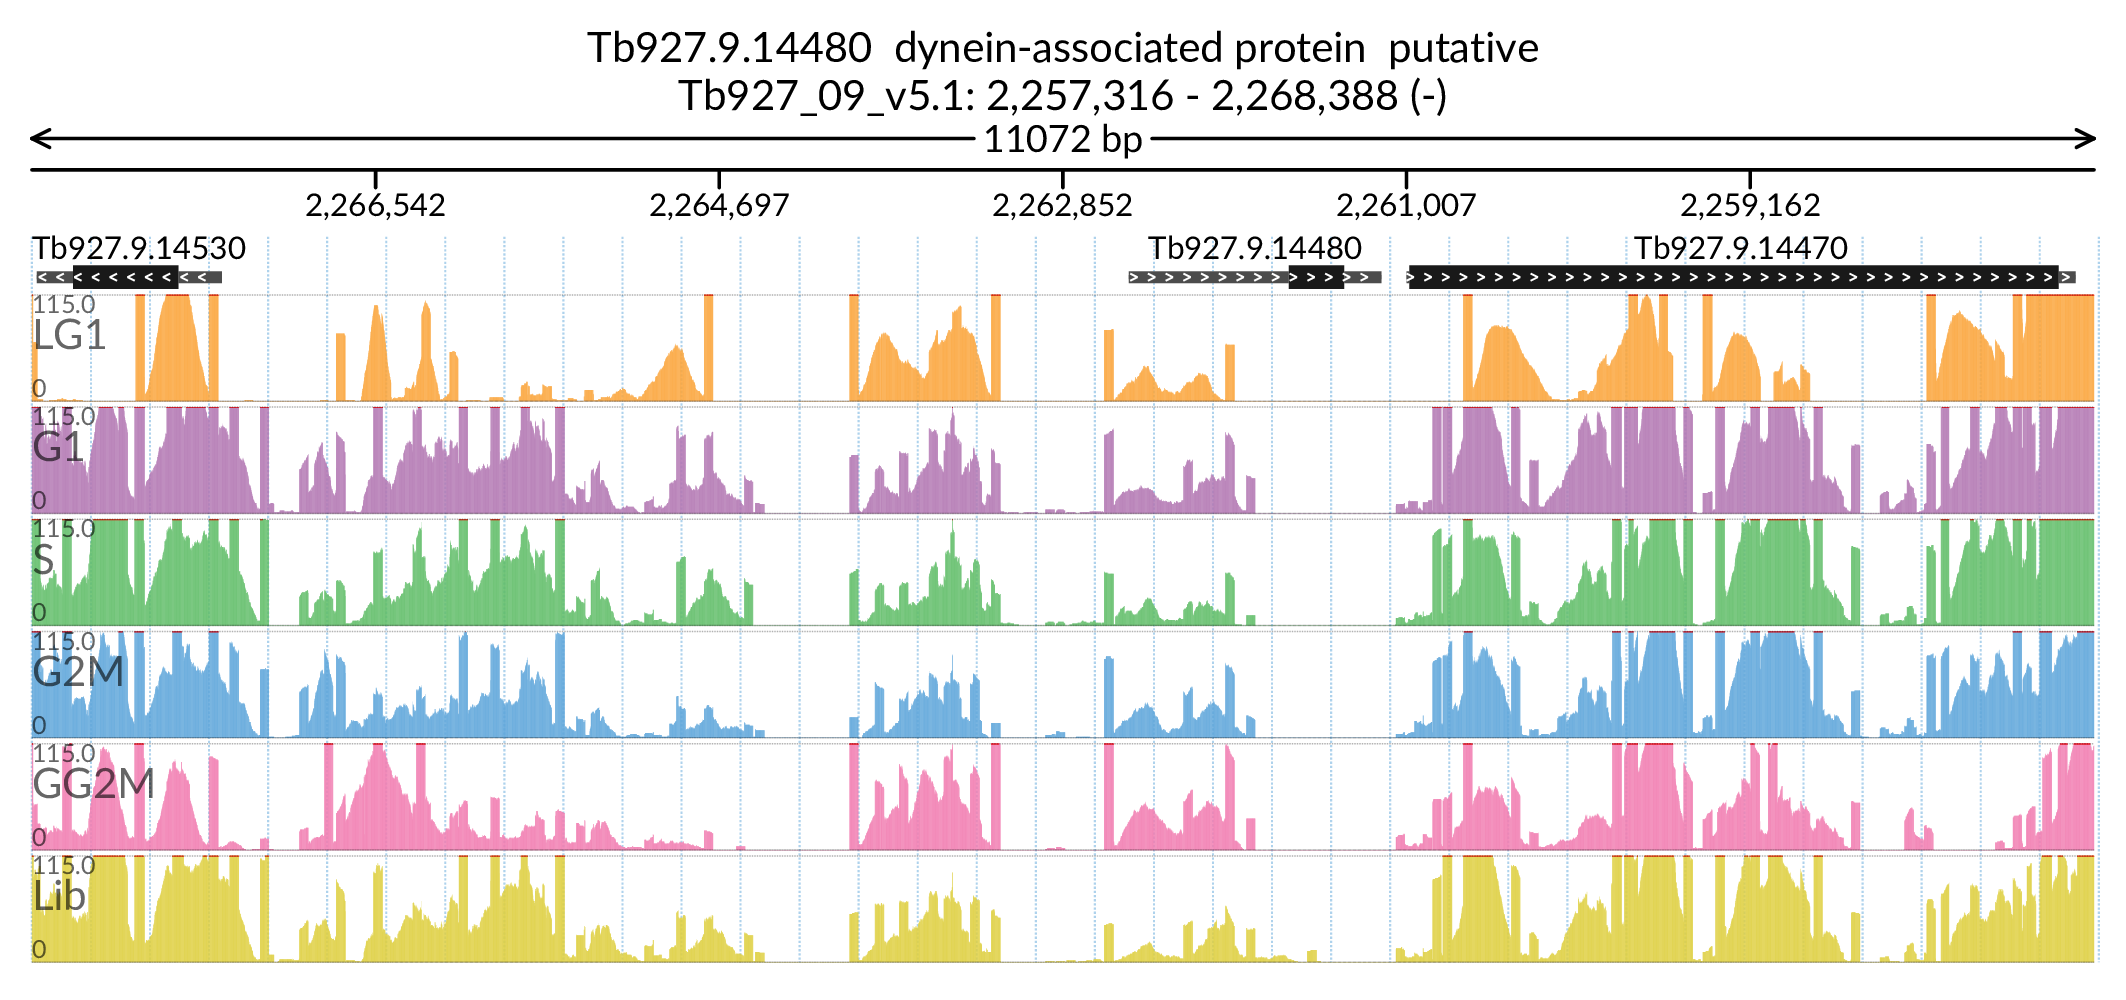 Tb927.9.14480  dynein-associated protein  putative
Tb927_09_v5.1: 2,257,316 - 2,268,388 (-)
11072 bp
2,266,542 2,264,697 2,262,852 2,261,007 2,259,162
Tb927.9.14530 Tb927.9.14480 Tb927.9.14470
115.0
LG1
0
115.0
G1
0
115.0
S
0
115.0
G2M
0
115.0
GG2M
0
115.0
Lib
0